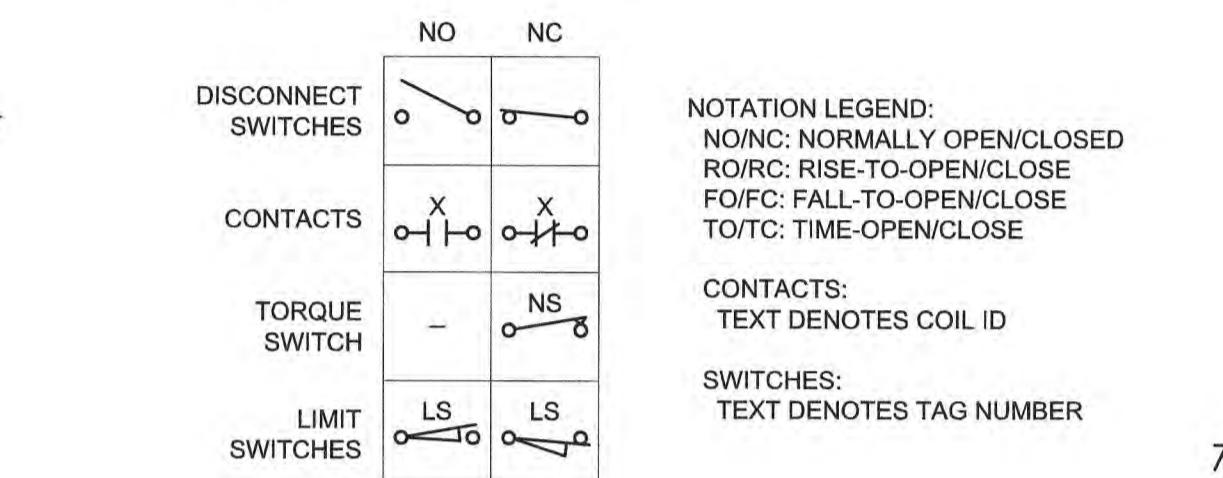 NO NC
DISCONNECT
SWITCHES
CONTACTS
X X
TORQUE
SWITCH
–
NS
LIMIT
SWITCHES
LS LS
NOTATION LEGEND:
NO/NC: NORMALLY OPEN/CLOSED
RO/RC: RISE-TO-OPEN/CLOSE
FO/FC: FALL-TO-OPEN/CLOSE
TO/TC: TIME-OPEN/CLOSE
CONTACTS:
TEXT DENOTES COIL ID
SWITCHES:
TEXT DENOTES TAG NUMBER